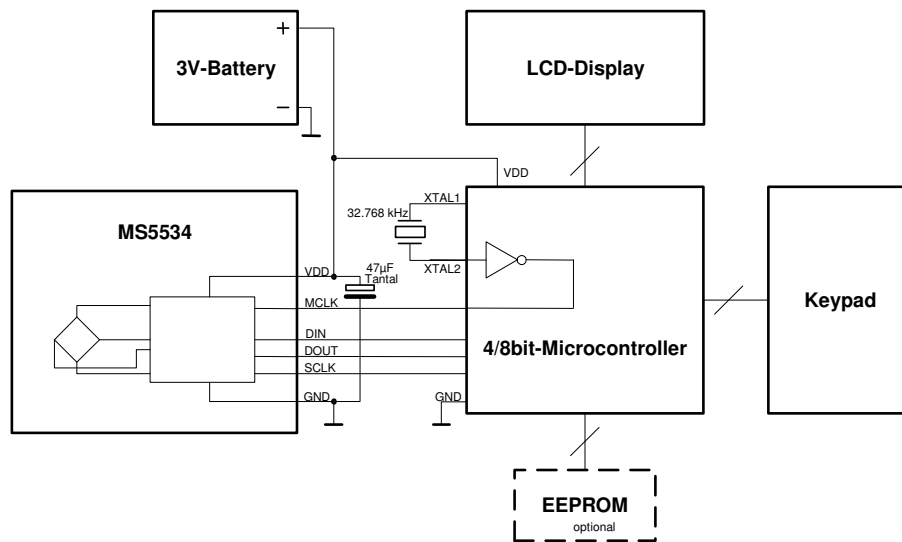 +
3V-Battery
−
LCD-Display
VDD
MS5534
XTAL1
32.768 kHz
XTAL2
VDD
47µF
Tantal
MCLK
DIN
DOUT
SCLK
GND
4/8bit-Microcontroller
GND
Keypad
EEPROM
optional